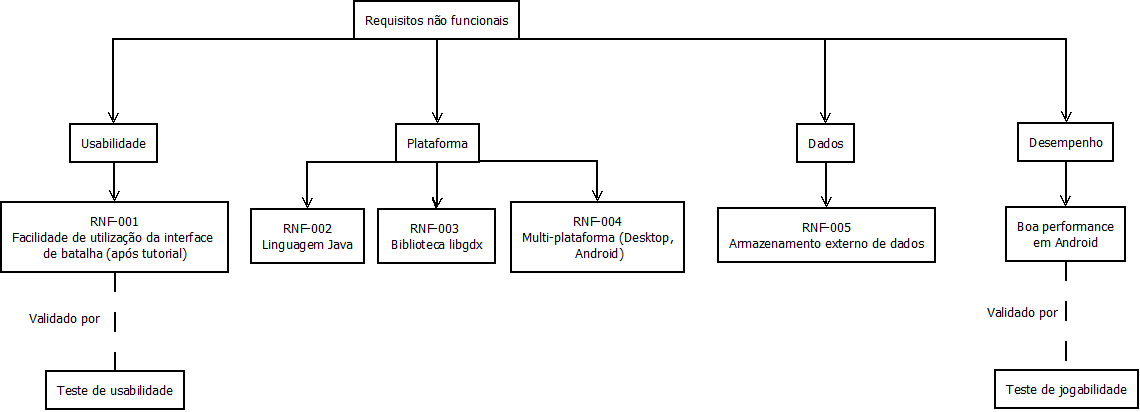 Requisitos não funcionais
Usabilidade
Plataforma
Dados
Desempenho
RNF-001
Facilidade de utilização da interface
de batalha (após tutorial)
RNF-002
Linguagem Java
RNF-003
Biblioteca libgdx
RNF-004
Multi-plataforma (Desktop,
Android)
RNF-005
Armazenamento externo de dados
Boa performance
em Android
Validado por
Validado por
Teste de usabilidade
Teste de jogabilidade